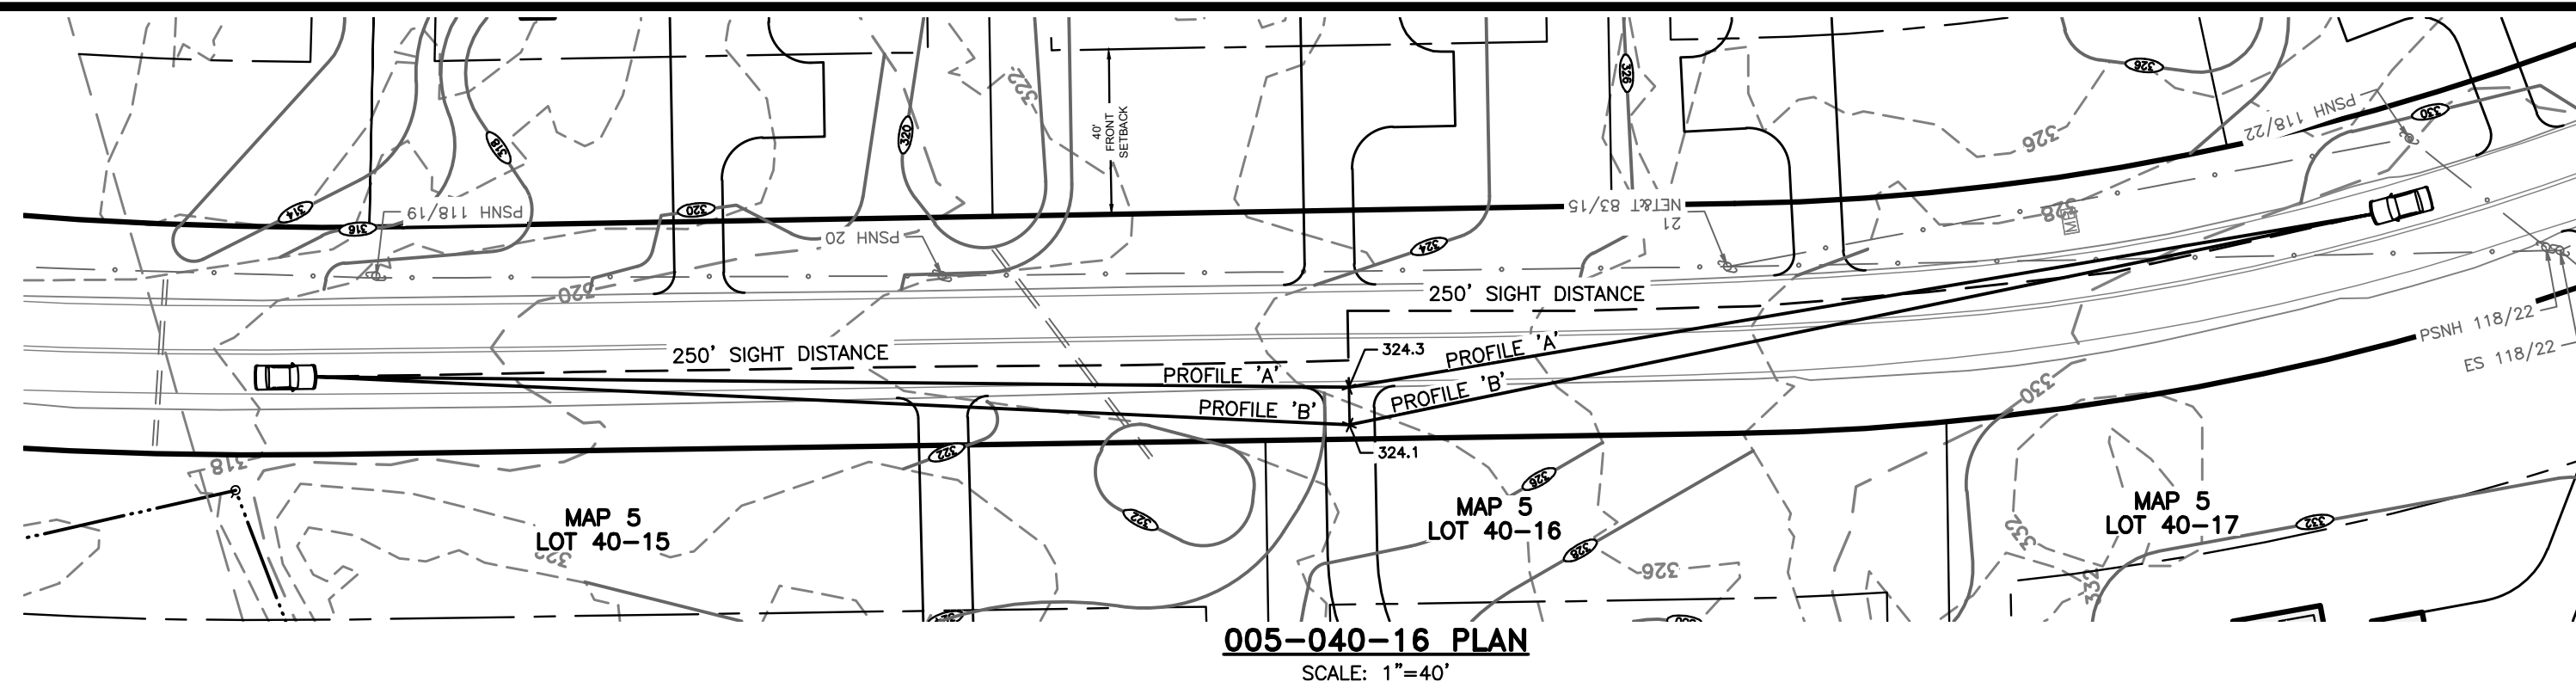 322
326
326
318
320
40'
FRONT
SETBACK
PSNH 118/22
330
326
314
316
PSNH 118/19
320
PSNH 20
324
NET&T 83/15
21
328
320
250' SIGHT DISTANCE
250' SIGHT DISTANCE
324.3
PROFILE 'A'
PROFILE 'A'
PROFILE 'B'
PROFILE 'B'
324.1
PSNH 118/22
ES 118/22
330
318
322
322
326
328
326
332
332
332
MAP 5
LOT 40-15
322
MAP 5
LOT 40-16
MAP 5
LOT 40-17
005-040-16 PLAN
SCALE: 1"=40'